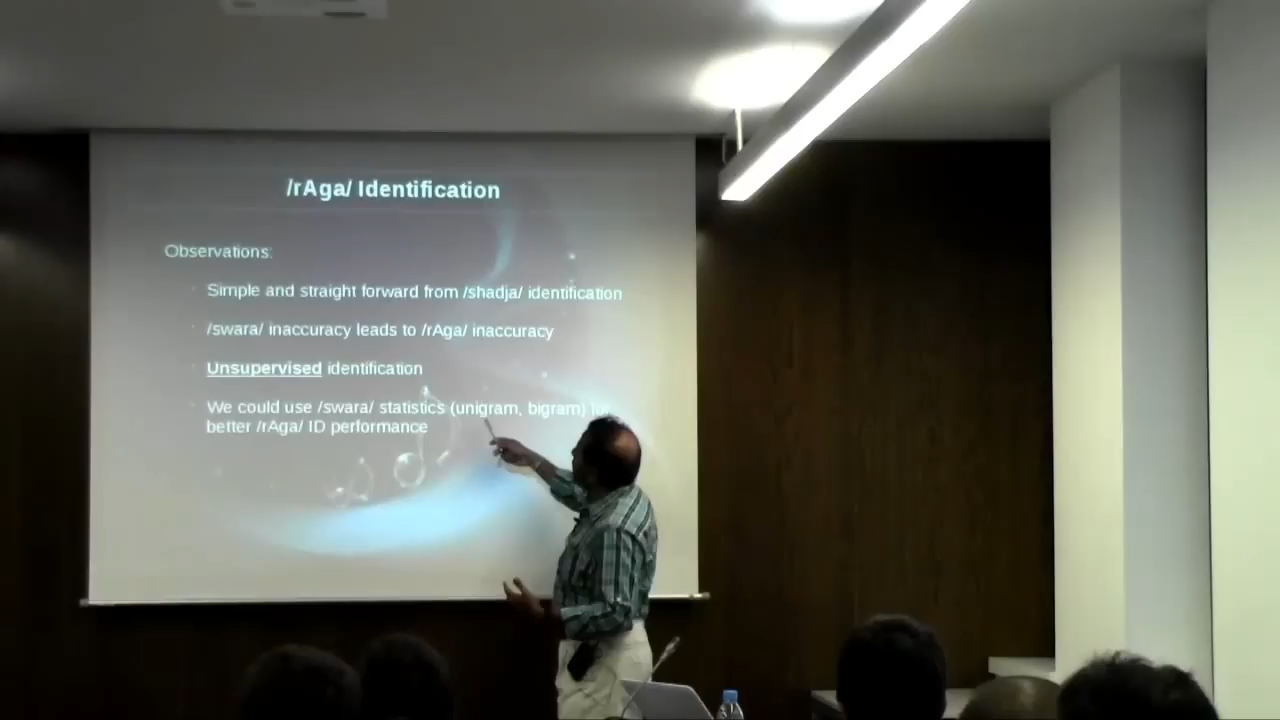 /rAga/ Identification
Observations:
Simple and straight forward from /shadja/ identification
/swara/ inaccuracy leads to /rAga/ inaccuracy
Unsupervised identification
We could use /swara/ statistics (unigram, bigram)
better /rAga/ ID performance